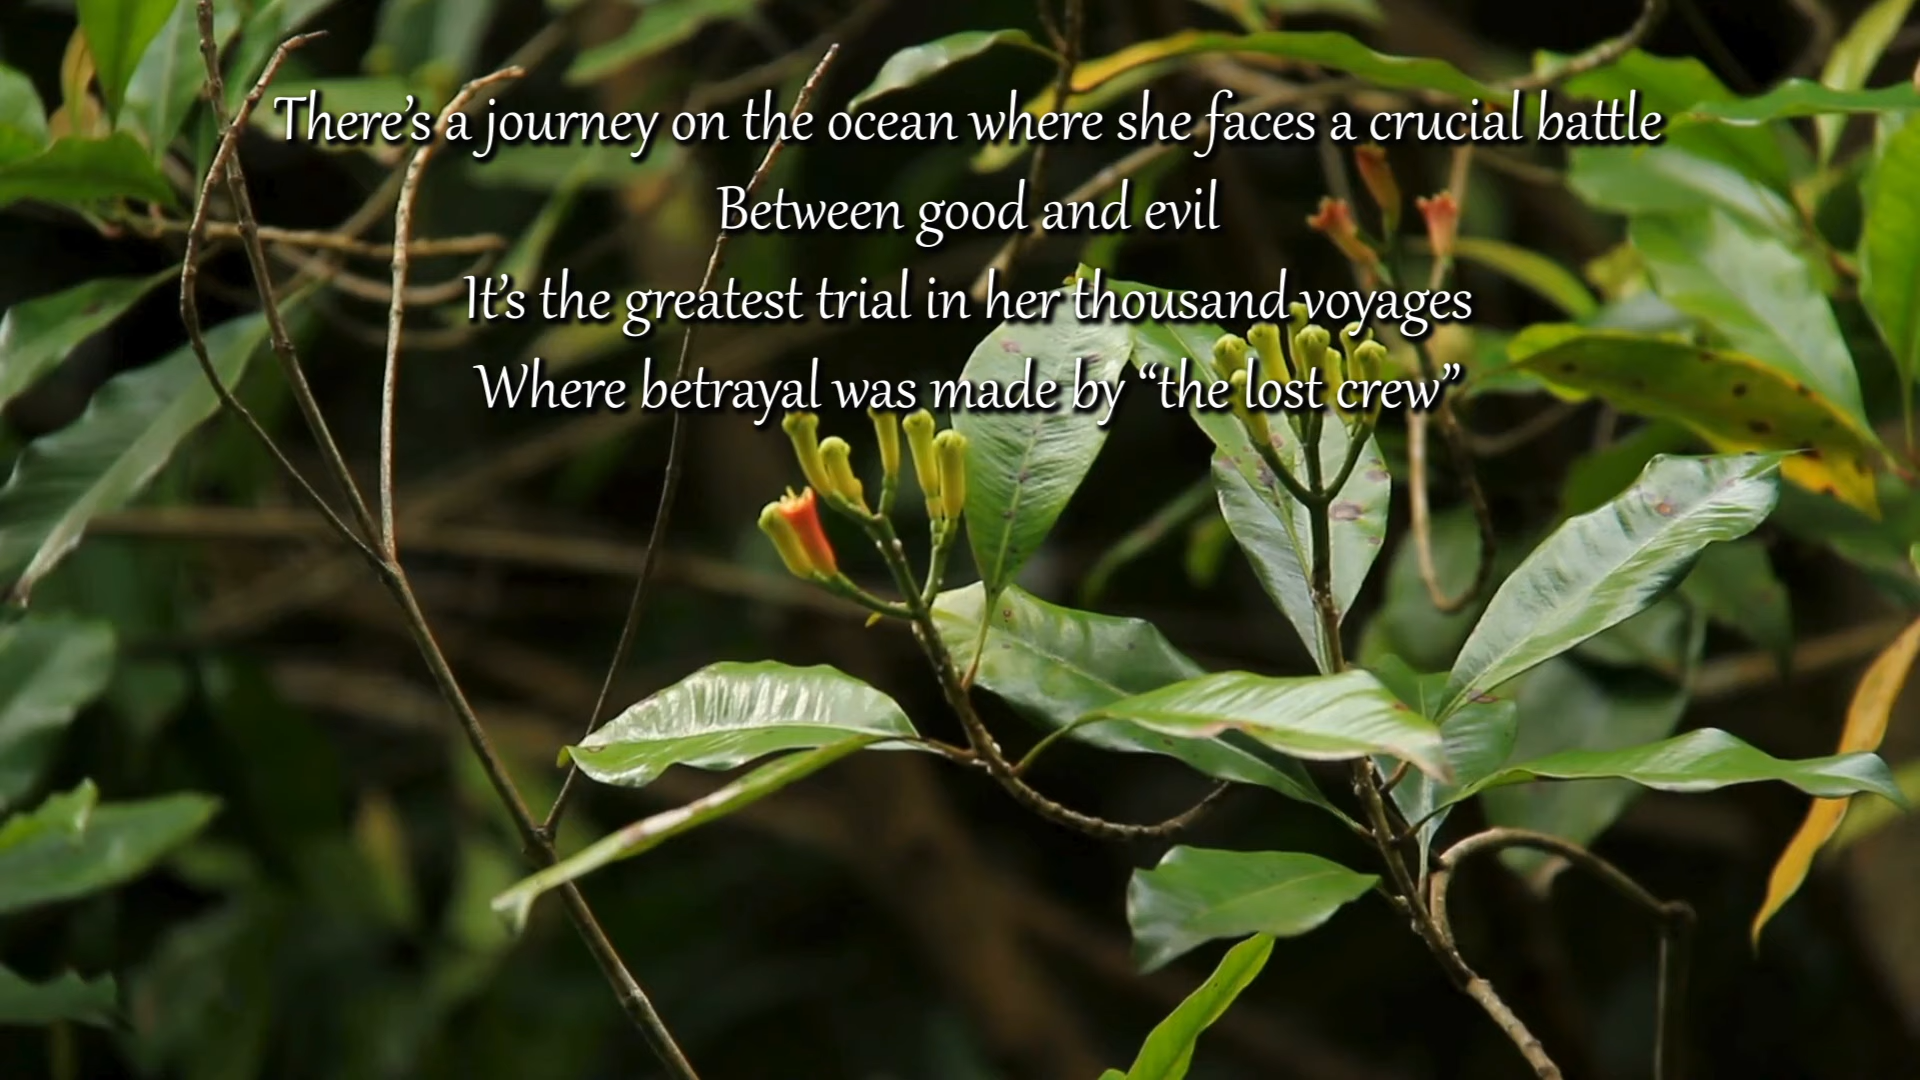 There’s a journey on the ocean where she faces a crucial battle
Between good and evil
It’s the greatest trial in her thousand voyages
Where betrayal was made by “the lost crew”